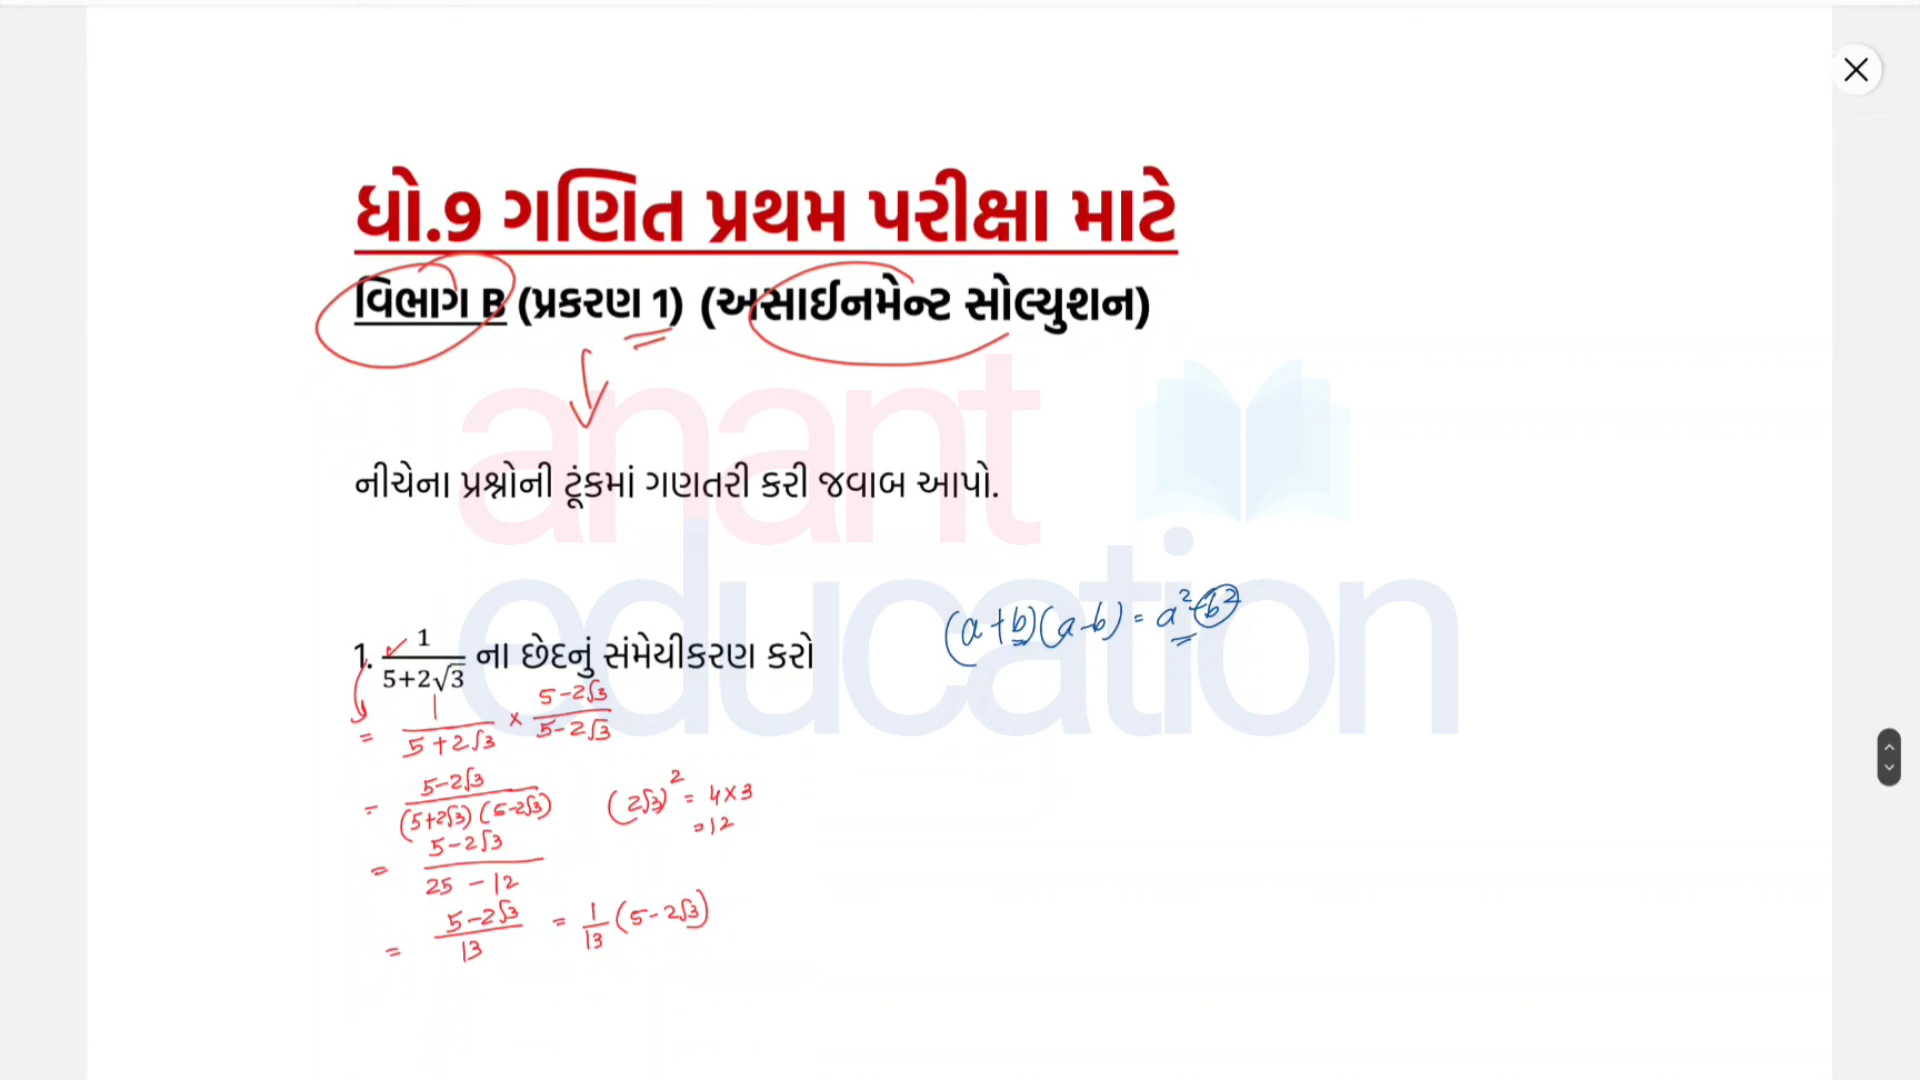 ધો.9 ગણિત પ્રથમ પરીક્ષા માટે
વિભાગ B (પ્રકરણ 1) (અસાઈનમેન્ટ સોલ્યુશન)
anant
education
નીચેના પ્રશ્નોની ટૂંકમાં ગણતરી કરી જવાબ આપો.
(a+b)(a-b) = a²-b²
1. 1/(5+2√3) ના છેદનું સંમેયીકરણ કરો
= 1/(5+2√3) × (5-2√3)/(5-2√3)
= (5-2√3)/((5+2√3)(5-2√3))
(2√3)² = 4×3
=12
= (5-2√3)/(25-12)
= (5-2√3)/13 = 1/13 (5-2√3)